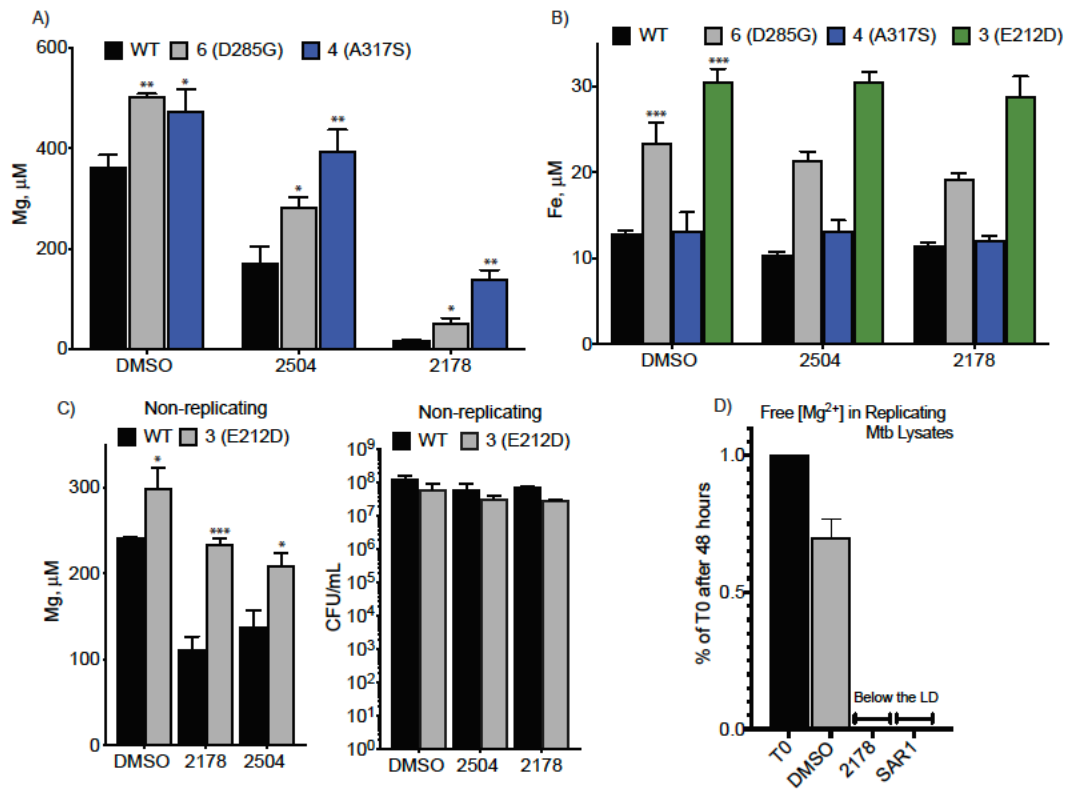 A)
WT 6 (D285G) 4 (A317S)
600
400
200
0
Mg, µM
** *
* **
* **
DMSO 2504 2178
B)
WT 6 (D285G) 4 (A317S) 3 (E212D)
30
20
10
0
Fe, µM
*** ***
DMSO 2504 2178
C)
Non-replicating
WT 3 (E212D)
300
200
100
0
Mg, µM
* *** *
DMSO 2178 2504
Non-replicating
WT 3 (E212D)
10⁹
10⁸
10⁷
10⁶
10⁵
10⁴
10³
10²
10¹
10⁰
CFU/mL
DMSO 2504 2178
D)
Free [Mg²⁺] in Replicating
Mtb Lysates
1.0
0.5
0.0
% of T0 after 48 hours
Below the LD
T0 DMSO 2178 SAR1